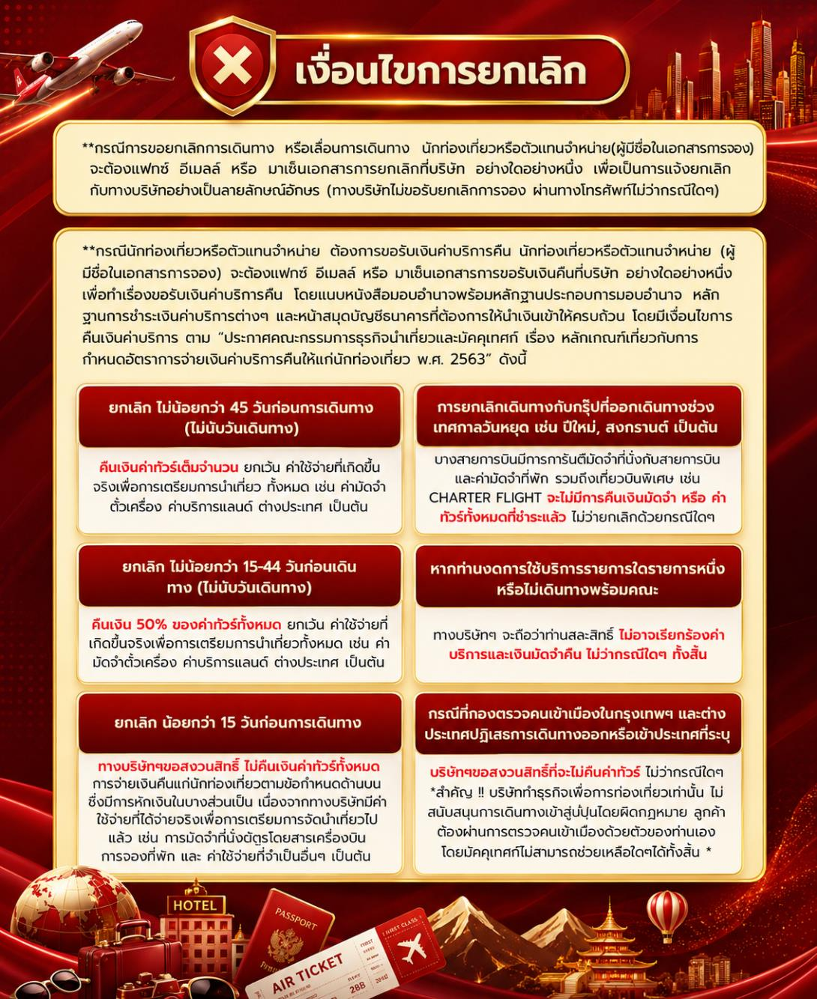 เงื่อนไขการยกเลิก
**กรณีการขอยกเลิกการเดินทาง หรือเลื่อนการเดินทาง นักท่องเที่ยวหรือตัวแทนจำหน่าย(ผู้มีชื่อในเอกสารการจอง)
จะต้องแฟกซ์ อีเมลล์ หรือ มาเซ็นเอกสารการยกเลิกที่บริษัท อย่างใดอย่างหนึ่ง เพื่อเป็นการแจ้งยกเลิก
กับทางบริษัทอย่างเป็นลายลักษณ์อักษร (ทางบริษัทไม่ขอรับยกเลิกการจอง ผ่านทางโทรศัพท์ไม่ว่ากรณีใดๆ)
**กรณีนักท่องเที่ยวหรือตัวแทนจำหน่าย ต้องการขอรับเงินค่าบริการคืน นักท่องเที่ยวหรือตัวแทนจำหน่าย (ผู้
มีชื่อในเอกสารการจอง) จะต้องแฟกซ์ อีเมลล์ หรือ มาเซ็นเอกสารการขอรับเงินคืนที่บริษัท อย่างใดอย่างหนึ่ง
เพื่อทำเรื่องขอรับเงินค่าบริการคืน โดยแนบหนังสือมอบอำนาจพร้อมหลักฐานประกอบการมอบอำนาจ หลัก
ฐานการชำระเงินค่าบริการต่างๆ และหน้าสมุดบัญชีธนาคารที่ต้องการให้นำเงินเข้าให้ครบถ้วน โดยมีเงื่อนไขการ
คืนเงินค่าบริการ ตาม “ประกาศคณะกรรมการธุรกิจนำเที่ยวและมัคคุเทศก์ เรื่อง หลักเกณฑ์เกี่ยวกับการ
กำหนดอัตราการจ่ายเงินค่าบริการคืนให้แก่นักท่องเที่ยว พ.ศ. 2563” ดังนี้
ยกเลิก ไม่น้อยกว่า 45 วันก่อนการเดินทาง
(ไม่นับวันเดินทาง)
คืนเงินค่าทัวร์เต็มจำนวน ยกเว้น ค่าใช้จ่ายที่เกิดขึ้น
จริงเพื่อการเตรียมการนำเที่ยว ทั้งหมด เช่น ค่ามัดจำ
ตั๋วเครื่อง ค่าบริการแลนด์ ต่างประเทศ เป็นต้น
การยกเลิกเดินทางกับกรุ๊ปที่ออกเดินทางช่วง
เทศกาลวันหยุด เช่น ปีใหม่, สงกรานต์ เป็นต้น
บางสายการบินมีการการันตีมัดจำที่นั่งกับสายการบิน
และค่ามัดจำที่พัก รวมถึงเที่ยวบินพิเศษ เช่น
CHARTER FLIGHT จะไม่มีการคืนเงินมัดจำ หรือ ค่า
ทัวร์ทั้งหมดที่ชำระแล้ว ไม่ว่ายกเลิกด้วยกรณีใดๆ
ยกเลิก ไม่น้อยกว่า 15-44 วันก่อนเดิน
ทาง (ไม่นับวันเดินทาง)
คืนเงิน 50% ของค่าทัวร์ทั้งหมด ยกเว้น ค่าใช้จ่ายที่
เกิดขึ้นจริงเพื่อการเตรียมการนำเที่ยวทั้งหมด เช่น ค่า
มัดจำตั๋วเครื่อง ค่าบริการแลนด์ ต่างประเทศ เป็นต้น
หากท่านงดการใช้บริการรายการใดรายการหนึ่ง
หรือไม่เดินทางพร้อมคณะ
ทางบริษัทฯ จะถือว่าท่านสละสิทธิ์ ไม่อาจเรียกร้องค่า
บริการและเงินมัดจำคืน ไม่ว่ากรณีใดๆ ทั้งสิ้น
ยกเลิก น้อยกว่า 15 วันก่อนการเดินทาง
ทางบริษัทฯขอสงวนสิทธิ์ ไม่คืนเงินค่าทัวร์ทั้งหมด
การจ่ายเงินคืนแก่นักท่องเที่ยวตามข้อกำหนดด้านบน
ซึ่งมีการหักเงินในบางส่วนเป็น เนื่องจากทางบริษัทมีค่า
ใช้จ่ายที่ได้จ่ายจริงเพื่อการเตรียมการจัดนำเที่ยวไป
แล้ว เช่น การมัดจำที่นั่งบัตรโดยสารเครื่องบิน
การจองที่พัก และ ค่าใช้จ่ายที่จำเป็นอื่นๆ เป็นต้น
กรณีที่กองตรวจคนเข้าเมืองในกรุงเทพฯ และต่าง
ประเทศปฏิเสธการเดินทางออกหรือเข้าประเทศที่ระบุ
บริษัทฯขอสงวนสิทธิ์ที่จะไม่คืนค่าทัวร์ ไม่ว่ากรณีใดๆ
*สำคัญ !! บริษัททำธุรกิจเพื่อการท่องเที่ยวเท่านั้น ไม่
สนับสนุนการเดินทางเข้าสู่ญี่ปุ่นโดยผิดกฎหมาย ลูกค้า
ต้องผ่านการตรวจคนเข้าเมืองด้วยตัวของท่านเอง
โดยมัคคุเทศก์ไม่สามารถช่วยเหลือใดๆได้ทั้งสิ้น *
HOTEL
PASSPORT
AIR TICKET
FIRST CLASS
FIRST
28B